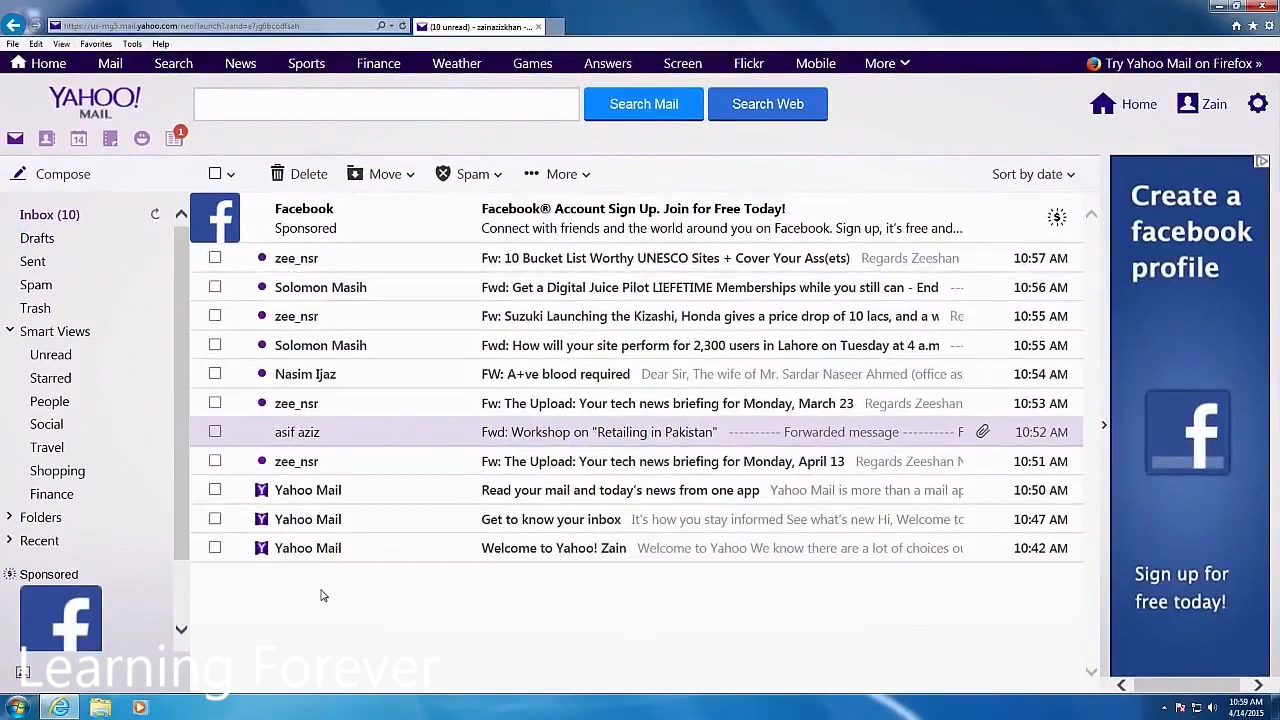 https://us-mg5.mail.yahoo.com/neo/launch?.rand=e7jg6bcodfsah
(10 unread) - zainazizkhan -...
File Edit View Favorites Tools Help
Home Mail Search News Sports Finance Weather Games Answers Screen Flickr Mobile More Try Yahoo Mail on Firefox »
YAHOO!
MAIL
Search Mail Search Web Home Zain
14 1
Compose Delete Move Spam More Sort by date
Inbox (10)
Drafts
Sent
Spam
Trash
Smart Views
Unread
Starred
People
Social
Travel
Shopping
Finance
Folders
Recent
Sponsored
Facebook Facebook® Account Sign Up. Join for Free Today!
Sponsored Connect with friends and the world around you on Facebook. Sign up, it's free and...
zee_nsr Fw: 10 Bucket List Worthy UNESCO Sites + Cover Your Ass(ets) Regards Zeeshan 10:57 AM
Solomon Masih Fwd: Get a Digital Juice Pilot LIEFETIME Memberships while you still can - End --- 10:56 AM
zee_nsr Fw: Suzuki Launching the Kizashi, Honda gives a price drop of 10 lacs, and a w Re 10:55 AM
Solomon Masih Fwd: How will your site perform for 2,300 users in Lahore on Tuesday at 4 a.m --- 10:55 AM
Nasim Ijaz FW: A+ve blood required Dear Sir, The wife of Mr. Sardar Naseer Ahmed (office as 10:54 AM
zee_nsr Fw: The Upload: Your tech news briefing for Monday, March 23 Regards Zeeshan 10:53 AM
asif aziz Fwd: Workshop on "Retailing in Pakistan" ---------- Forwarded message ---------- F 10:52 AM
zee_nsr Fw: The Upload: Your tech news briefing for Monday, April 13 Regards Zeeshan N 10:51 AM
Yahoo Mail Read your mail and today's news from one app Yahoo Mail is more than a mail ap 10:50 AM
Yahoo Mail Get to know your inbox It's how you stay informed See what's new Hi, Welcome to 10:47 AM
Yahoo Mail Welcome to Yahoo! Zain Welcome to Yahoo We know there are a lot of choices ou 10:42 AM
Create a
facebook
profile
Sign up for
free today!
Learning Forever
10:59 AM
4/14/2015